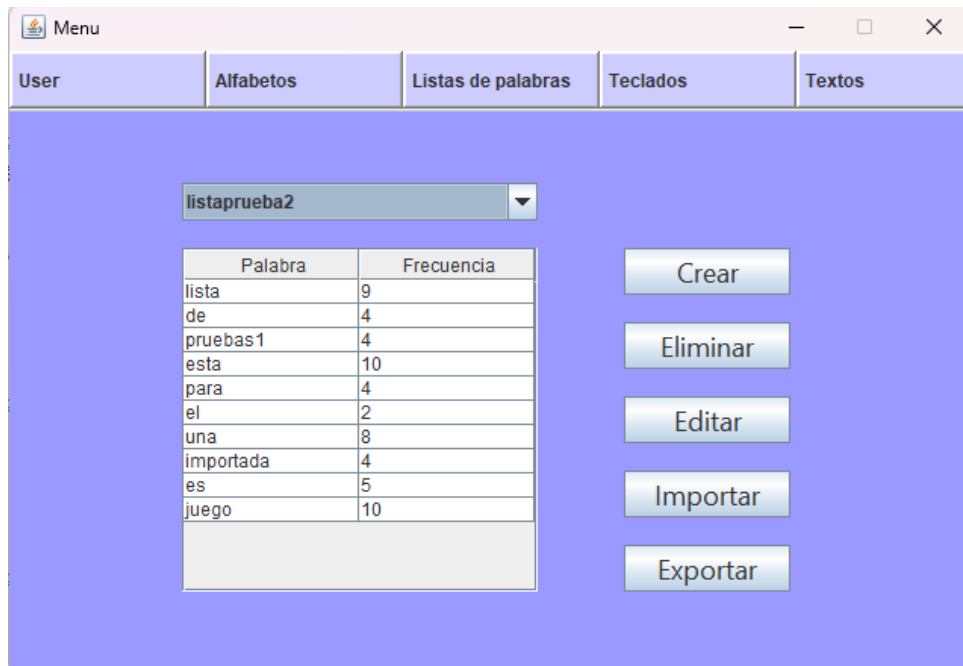 Menu
User Alfabetos Listas de palabras Teclados Textos
listaprueba2
Palabra Frecuencia
lista 9
de 4
pruebas1 4
esta 10
para 4
el 2
una 8
importada 4
es 5
juego 10
Crear
Eliminar
Editar
Importar
Exportar